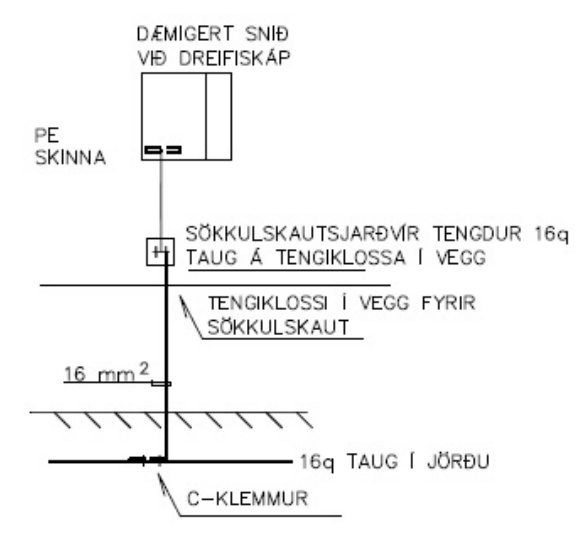 DÆMIGERT SNIÐ
VIÐ DREIFISKÁP
PE
SKINNA
SÖKKULSKAUTSJARÐVÍR TENGDUR 16q
TAUG Á TENGIKLOSSA Í VEGG
TENGIKLOSSI Í VEGG FYRIR
SÖKKULSKAUT
16 mm²
16q TAUG Í JÖRÐU
C-KLEMMUR